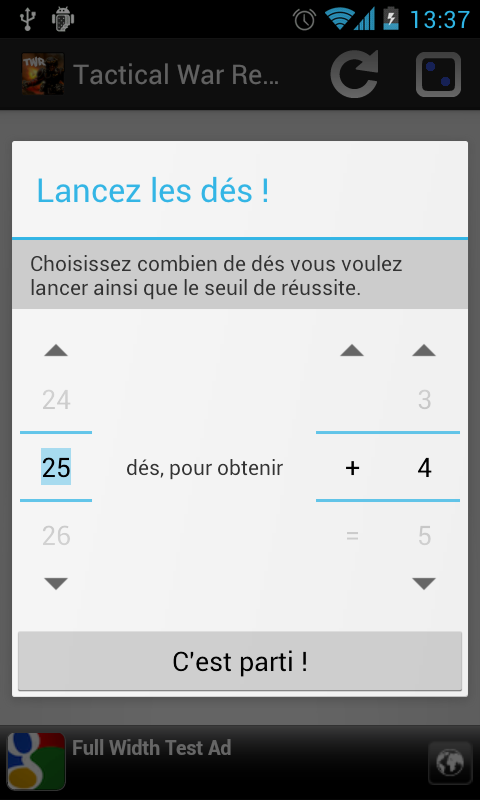 13:37
TWR
Tactical War Re...
Lancez les dés !
Choisissez combien de dés vous voulez
lancer ainsi que le seuil de réussite.
24 3
25 dés, pour obtenir + 4
26 = 5
C'est parti !
Full Width Test Ad